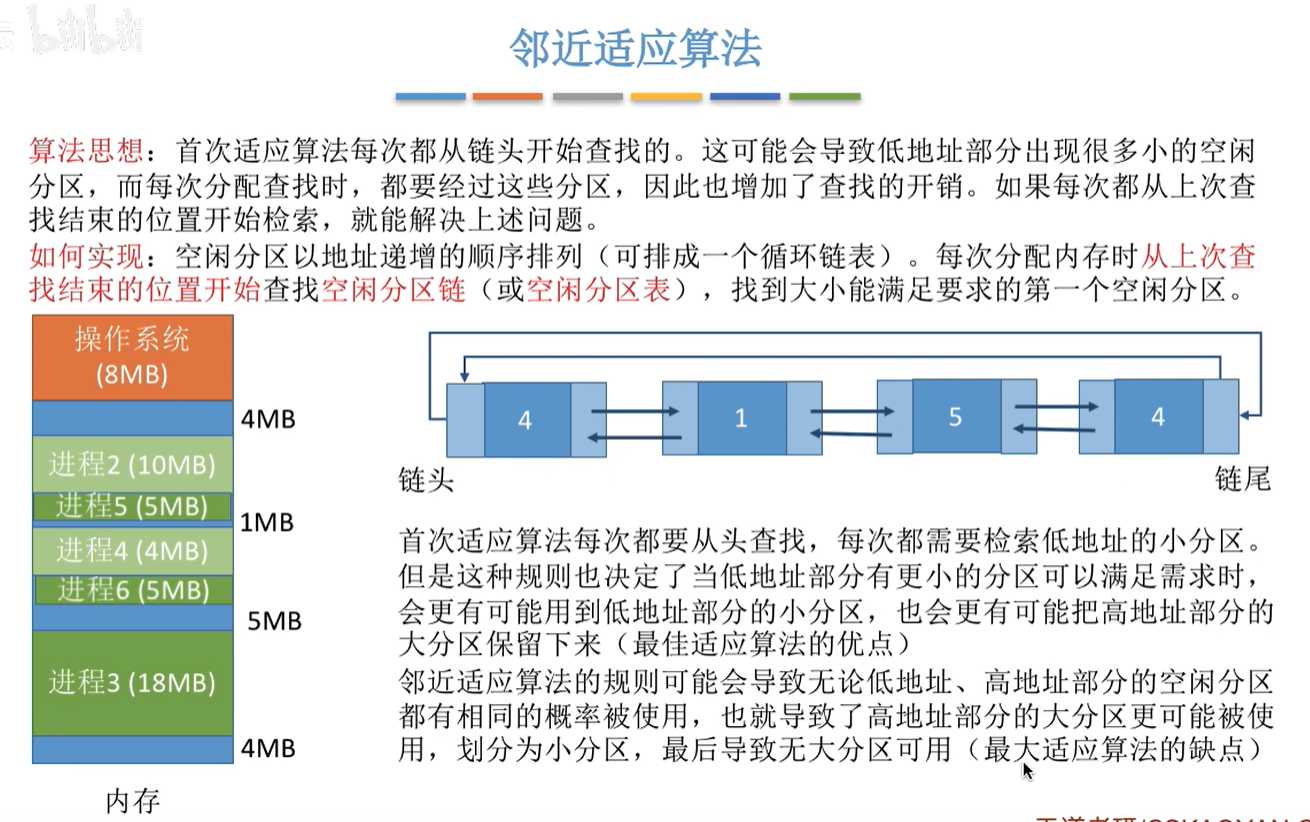 bilibili
邻近适应算法
算法思想：首次适应算法每次都从链头开始查找的。这可能会导致低地址部分出现很多小的空闲
分区，而每次分配查找时，都要经过这些分区，因此也增加了查找的开销。如果每次都从上次查
找结束的位置开始检索，就能解决上述问题。
如何实现：空闲分区以地址递增的顺序排列（可排成一个循环链表）。每次分配内存时从上次查
找结束的位置开始查找空闲分区链（或空闲分区表），找到大小能满足要求的第一个空闲分区。
操作系统
(8MB)
4MB
进程2 (10MB)
进程5 (5MB)
1MB
进程4 (4MB)
进程6 (5MB)
5MB
进程3 (18MB)
4MB
内存
4 1 5 4
链头 链尾
首次适应算法每次都要从头查找，每次都需要检索低地址的小分区。
但是这种规则也决定了当低地址部分有更小的分区可以满足需求时，
会更有可能用到低地址部分的小分区，也会更有可能把高地址部分的
大分区保留下来（最佳适应算法的优点）
邻近适应算法的规则可能会导致无论低地址、高地址部分的空闲分区
都有相同的概率被使用，也就导致了高地址部分的大分区更可能被使
用，划分为小分区，最后导致无大分区可用（最大适应算法的缺点）